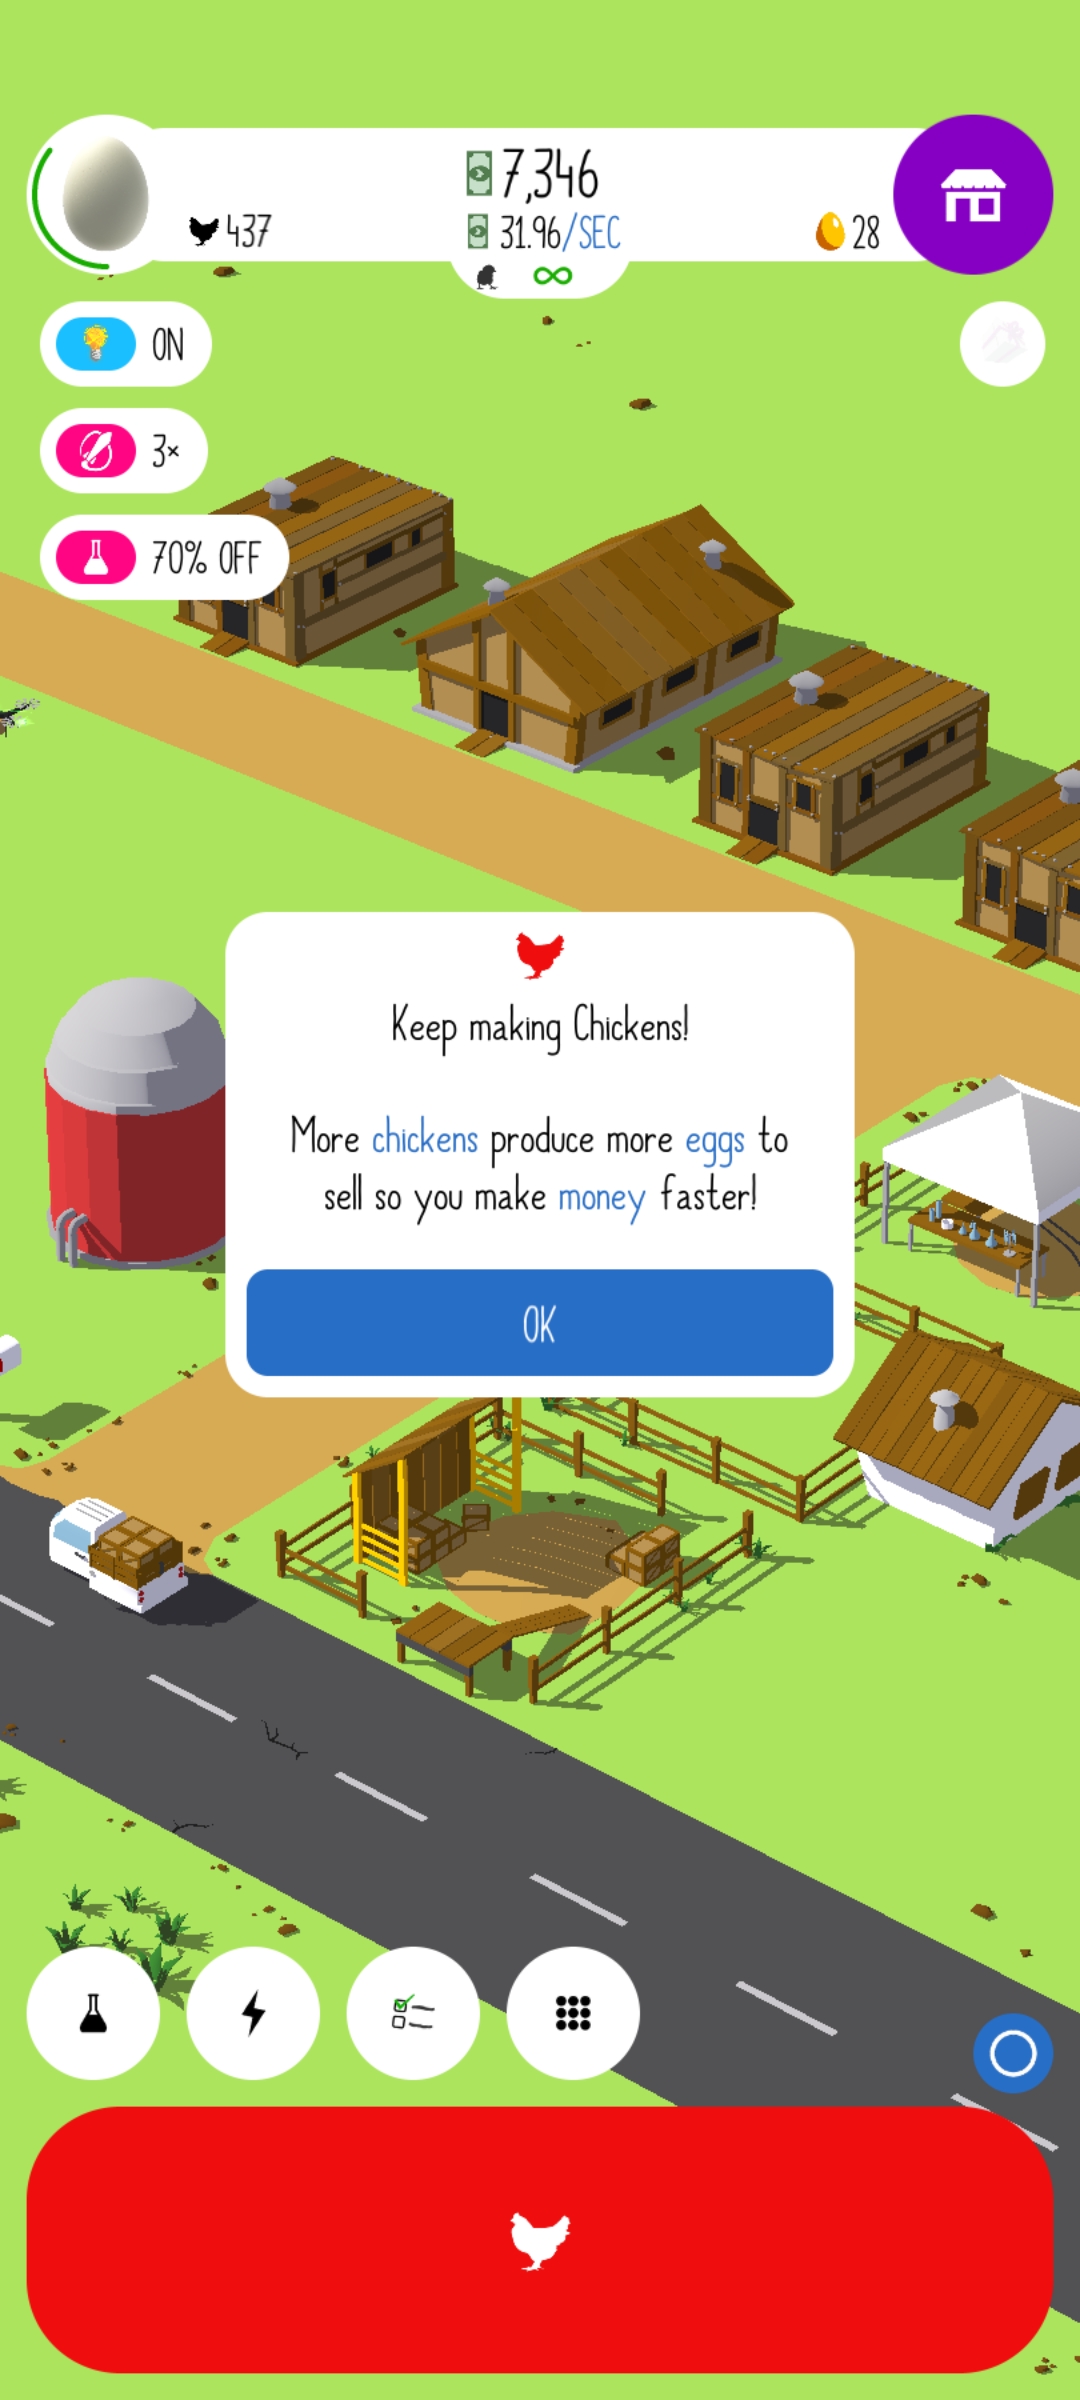 7,346
437
31.96/SEC
28
ON
3×
70% OFF
Keep making Chickens!
More chickens produce more eggs to
sell so you make money faster!
OK